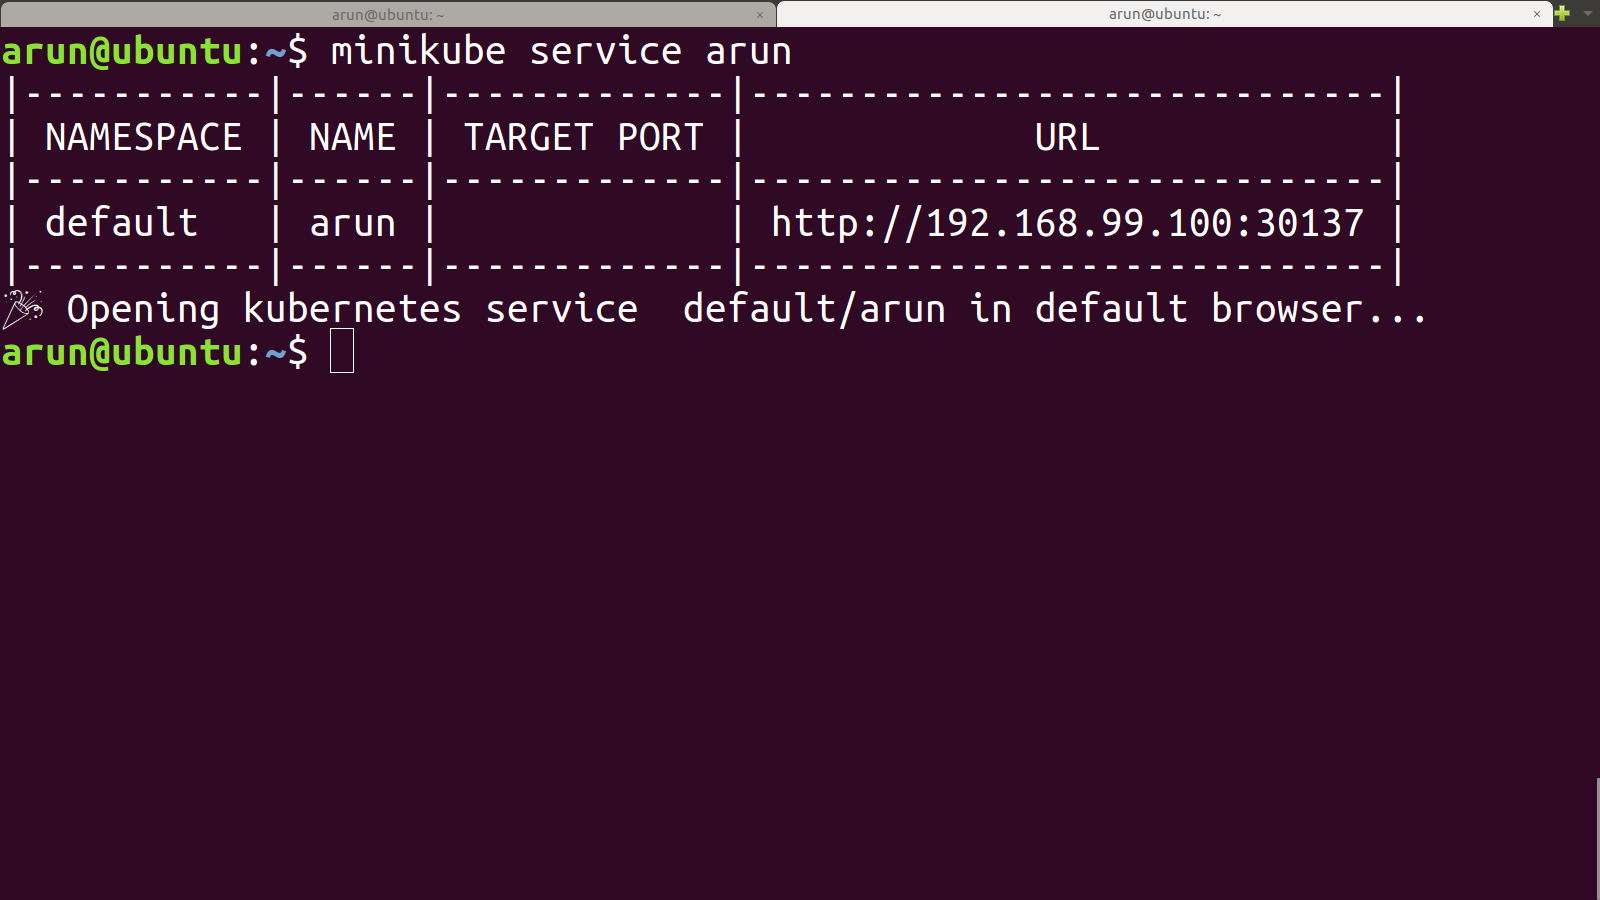 arun@ubuntu: ~ × arun@ubuntu: ~ ×
arun@ubuntu:~$ minikube service arun
|-----------|------|-------------|-----------------------------|
| NAMESPACE | NAME | TARGET PORT | URL |
|-----------|------|-------------|-----------------------------|
| default | arun | | http://192.168.99.100:30137 |
|-----------|------|-------------|-----------------------------|
🎉 Opening kubernetes service  default/arun in default browser...
arun@ubuntu:~$